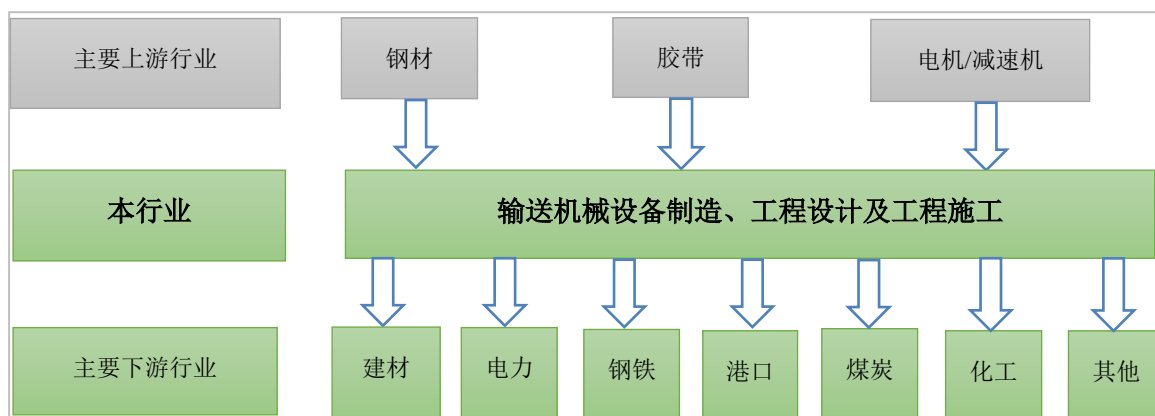 主要上游行业
钢材
胶带
电机/减速机
本行业
输送机械设备制造、工程设计及工程施工
主要下游行业
建材
电力
钢铁
港口
煤炭
化工
其他